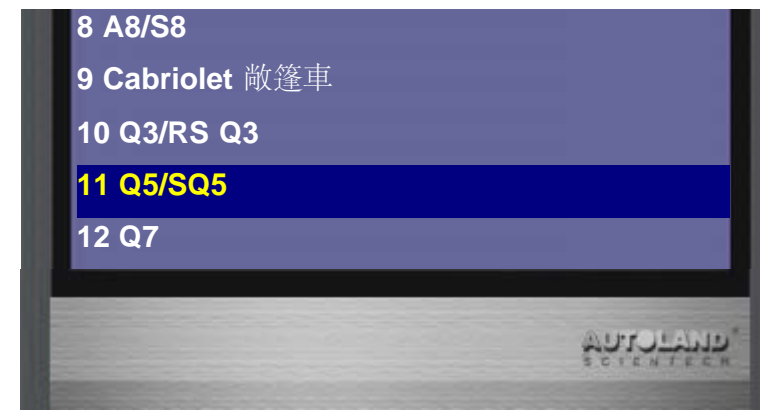 8 A8/S8
9 Cabriolet 敞篷車
10 Q3/RS Q3
11 Q5/SQ5
12 Q7
AUTOLAND
SCIENTECH